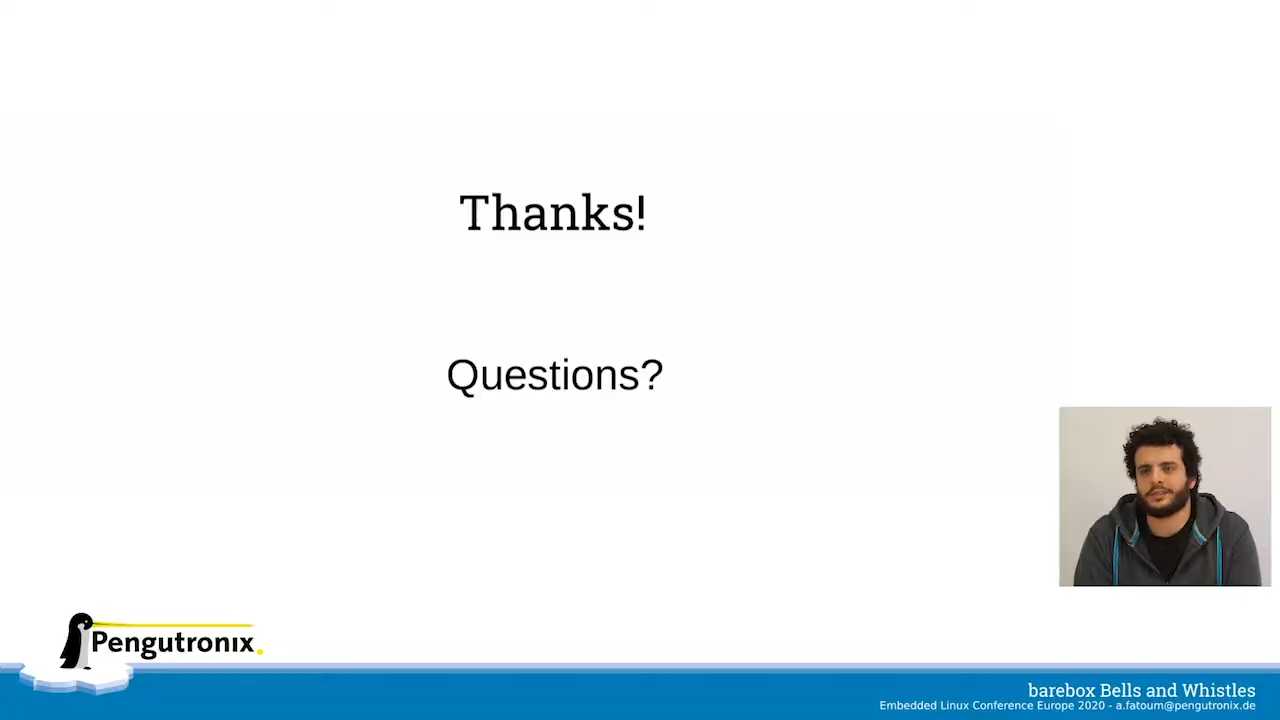 Thanks!
Questions?
Pengutronix
barebox Bells and Whistles
Embedded Linux Conference Europe 2020 - a.fatoum@pengutronix.de